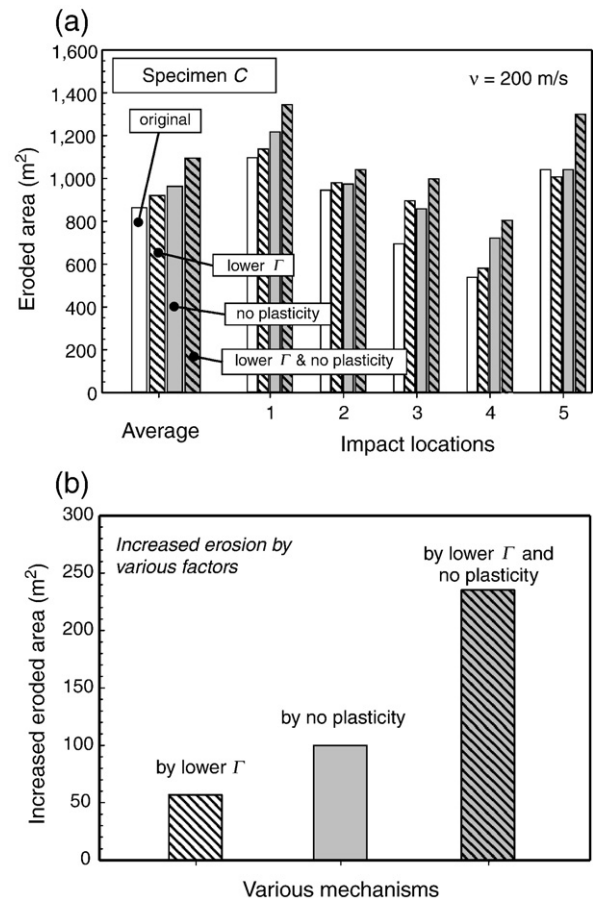 (a)
1,600
1,400
1,200
1,000
800
600
400
200
0
Eroded area (m²)
Specimen C
ν = 200 m/s
original
lower Γ
no plasticity
lower Γ & no plasticity
Average
1 2 3 4 5
Impact locations
(b)
300
250
200
150
100
50
0
Increased eroded area (m²)
Increased erosion by
various factors
by lower Γ and
no plasticity
by no plasticity
by lower Γ
Various mechanisms